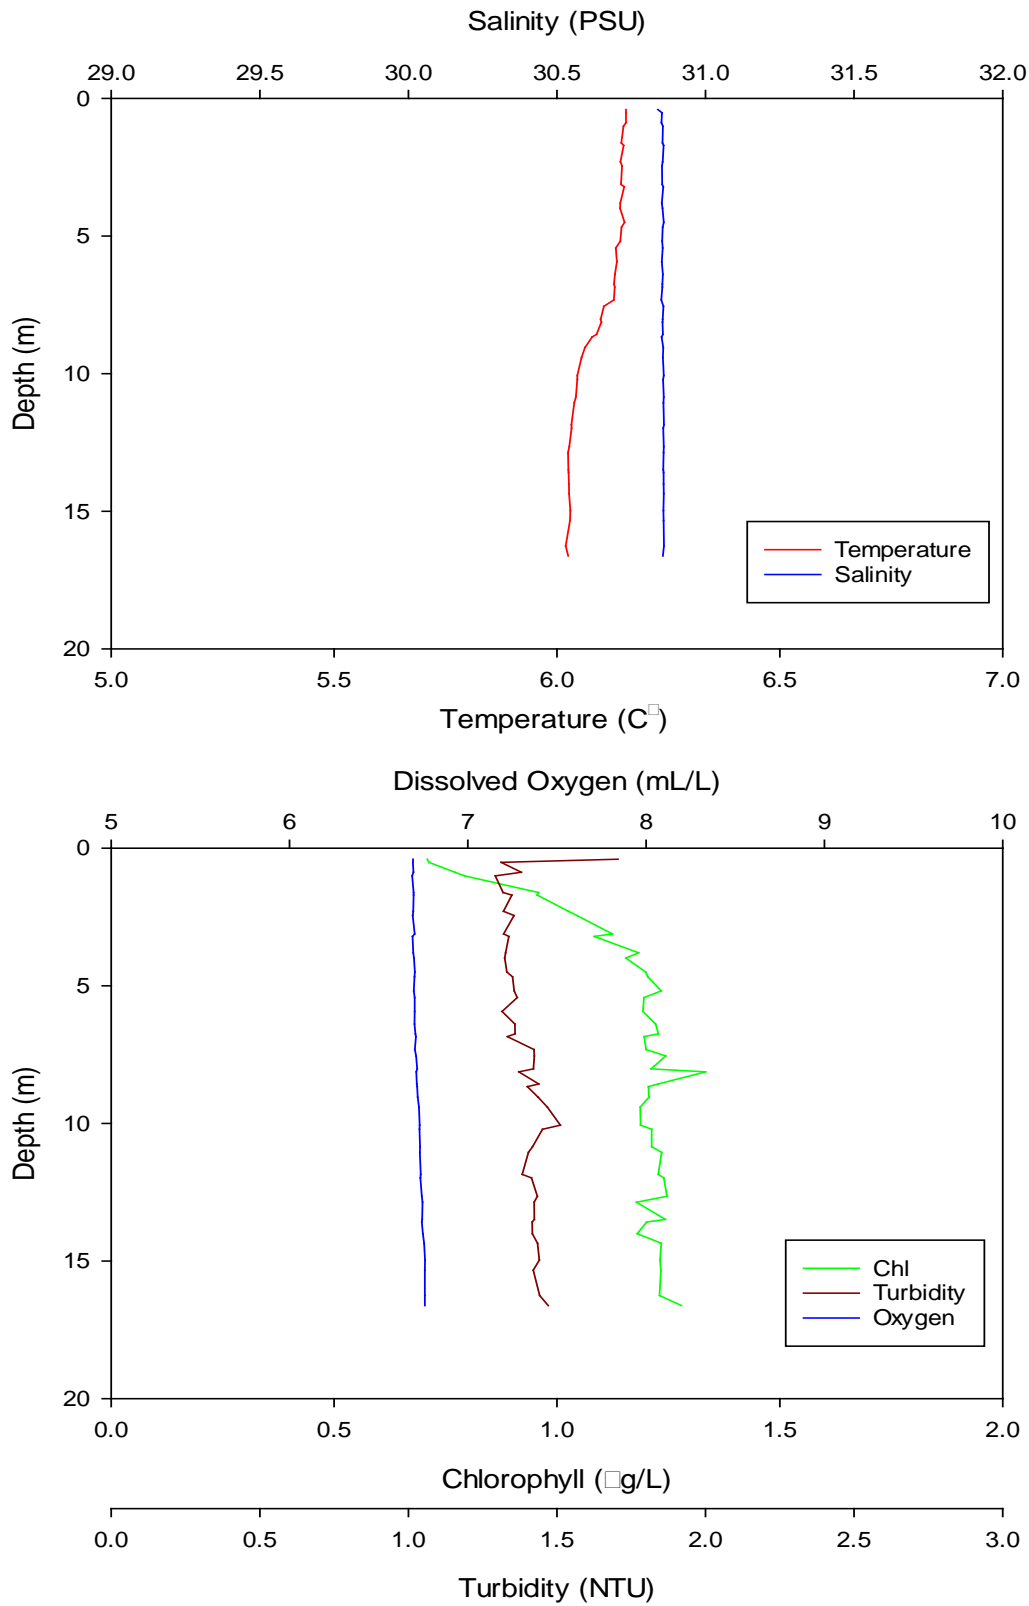 Salinity (PSU)
29.0 29.5 30.0 30.5 31.0 31.5 32.0
0
5
10
15
20
Depth (m)
Temperature
Salinity
5.0 5.5 6.0 6.5 7.0
Temperature (C□)
Dissolved Oxygen (mL/L)
5 6 7 8 9 10
0
5
10
15
20
Depth (m)
Chl
Turbidity
Oxygen
0.0 0.5 1.0 1.5 2.0
Chlorophyll (□g/L)
0.0 0.5 1.0 1.5 2.0 2.5 3.0
Turbidity (NTU)